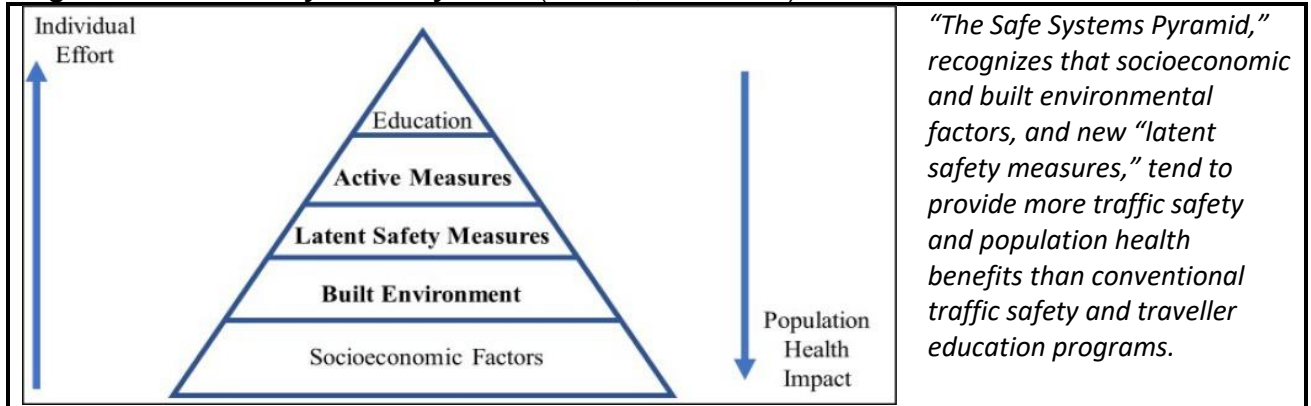 Individual
Effort
Education
Active Measures
Latent Safety Measures
Built Environment
Socioeconomic Factors
Population
Health
Impact
“The Safe Systems Pyramid,”
recognizes that socioeconomic
and built environmental
factors, and new “latent
safety measures,” tend to
provide more traffic safety
and population health
benefits than conventional
traffic safety and traveller
education programs.